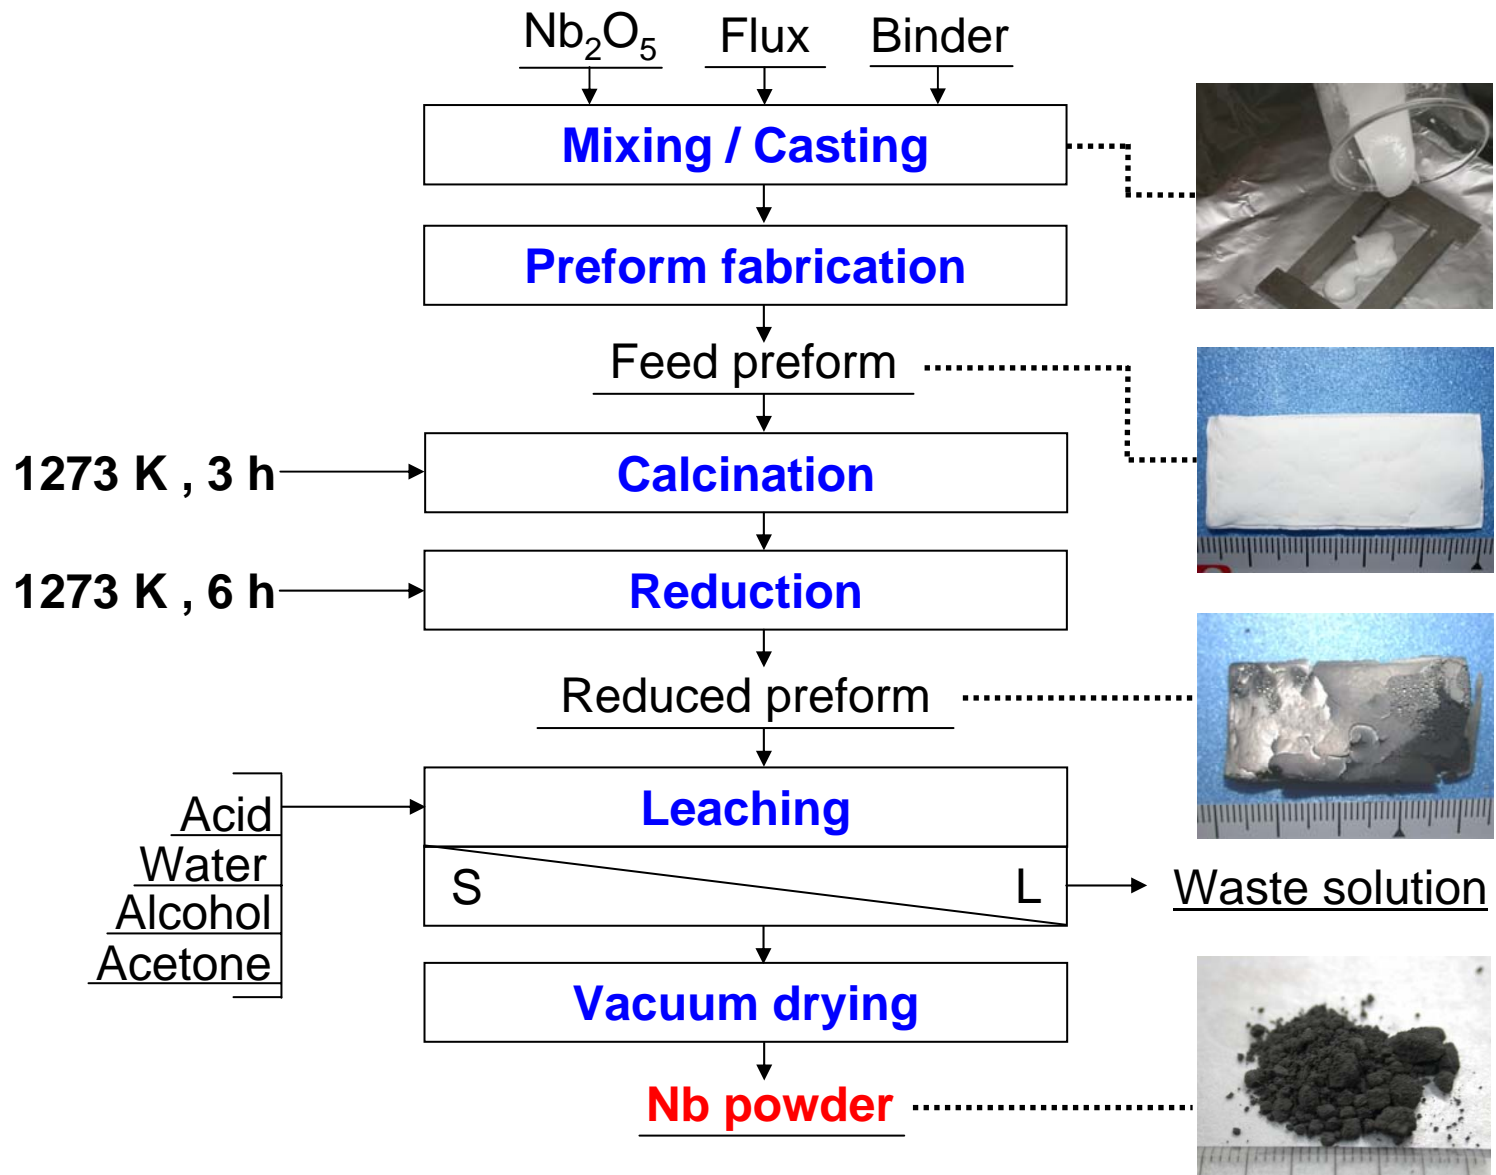 Nb₂O₅ Flux Binder
Mixing / Casting
Preform fabrication
Feed preform
1273 K , 3 h
Calcination
1273 K , 6 h
Reduction
Reduced preform
Leaching
Acid
Water
Alcohol
Acetone
S
L
Waste solution
Vacuum drying
Nb powder